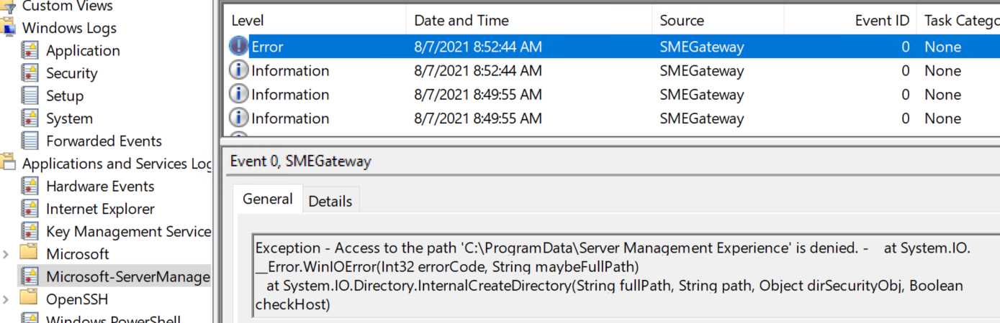 Custom Views
Windows Logs
Application
Security
Setup
System
Forwarded Events
Applications and Services Log
Hardware Events
Internet Explorer
Key Management Service
Microsoft
Microsoft-ServerManage
OpenSSH
Windows PowerShell
Level Date and Time Source Event ID Task Catego
Error 8/7/2021 8:52:44 AM SMEGateway 0 None
Information 8/7/2021 8:52:44 AM SMEGateway 0 None
Information 8/7/2021 8:49:55 AM SMEGateway 0 None
Information 8/7/2021 8:49:55 AM SMEGateway 0 None
Event 0, SMEGateway
General Details
Exception - Access to the path 'C:\ProgramData\Server Management Experience' is denied. -    at System.IO.
__Error.WinIOError(Int32 errorCode, String maybeFullPath)
at System.IO.Directory.InternalCreateDirectory(String fullPath, String path, Object dirSecurityObj, Boolean
checkHost)